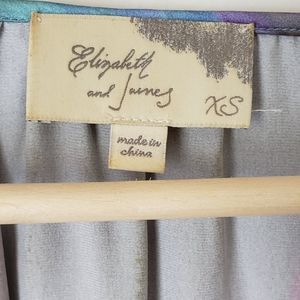 Elizabeth
and James
XS
made in
china